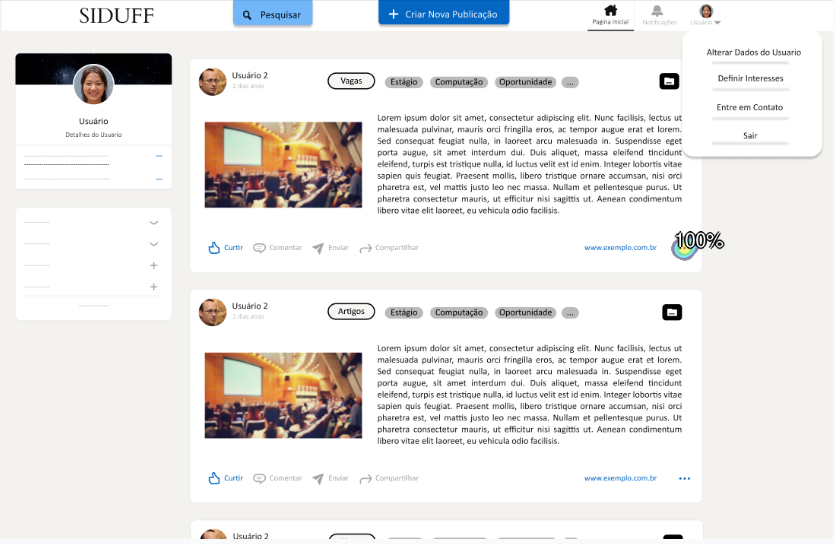 SIDUFF
Pesquisar
Criar Nova Publicação
Pagina Inicial
Notificações
Usuário
Alterar Dados do Usuario
Definir Interesses
Entre em Contato
Sair
Usuário
Detalhes do Usuario
Usuário 2
2 dias atrás
Vagas
Estágio
Computação
Oportunidade
...
Lorem ipsum dolor sit amet, consectetur adipiscing elit. Nunc facilisis, lectus ut
malesuada pulvinar, mauris orci fringilla eros, ac tempor augue erat id mauris.
Sed consequat feugiat nulla, in laoreet arcu malesuada in. Suspendisse eget
porta augue, sit amet interdum dui. Duis aliquet, massa eleifend tincidunt
eleifend, turpis est tristique nulla, id luctus velit est id enim. Integer lobortis vitae
sapien quis feugiat. Praesent mollis, libero tristique ornare accumsan, nisi orci
pharetra est, vel mattis justo leo nec massa. Nullam et pellentesque purus. Ut
pharetra consectetur mauris, ut efficitur nisi sagittis ut. Aenean condimentum
libero vitae elit laoreet, eu vehicula odio facilisis.
Curtir
Comentar
Enviar
Compartilhar
www.exemplo.com.br
100%
Usuário 2
2 dias atrás
Artigos
Estágio
Computação
Oportunidade
...
Lorem ipsum dolor sit amet, consectetur adipiscing elit. Nunc facilisis, lectus ut
malesuada pulvinar, mauris orci fringilla eros, ac tempor augue erat id mauris.
Sed consequat feugiat nulla, in laoreet arcu malesuada in. Suspendisse eget
porta augue, sit amet interdum dui. Duis aliquet, massa eleifend tincidunt
eleifend, turpis est tristique nulla, id luctus velit est id enim. Integer lobortis vitae
sapien quis feugiat. Praesent mollis, libero tristique ornare accumsan, nisi orci
pharetra est, vel mattis justo leo nec massa. Nullam et pellentesque purus. Ut
pharetra consectetur mauris, ut efficitur nisi sagittis ut. Aenean condimentum
libero vitae elit laoreet, eu vehicula odio facilisis.
Curtir
Comentar
Enviar
Compartilhar
www.exemplo.com.br
Usuário 2